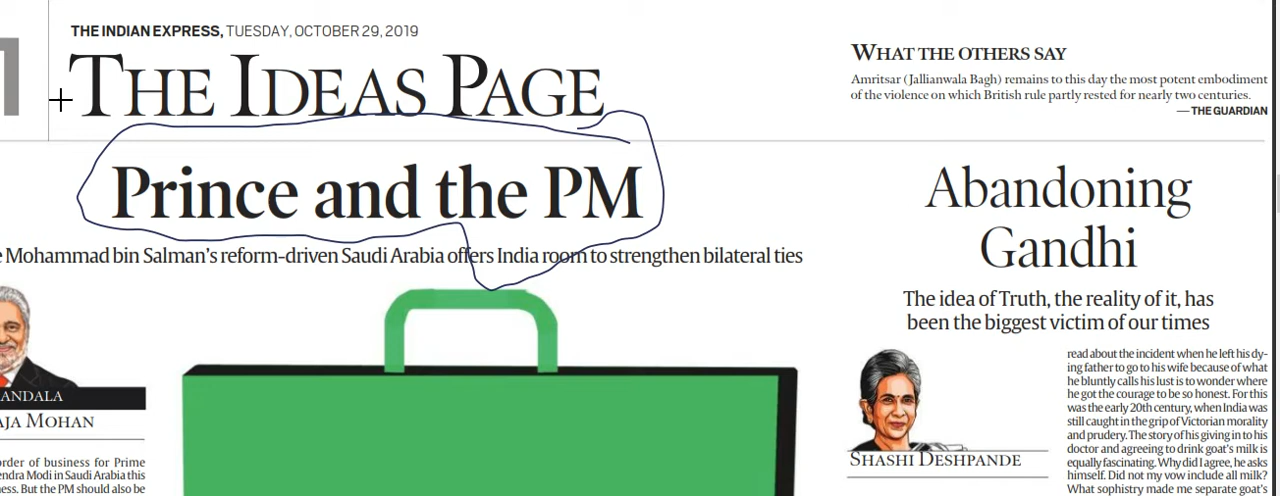 THE INDIAN EXPRESS, TUESDAY, OCTOBER 29, 2019
THE IDEAS PAGE
WHAT THE OTHERS SAY
Amritsar (Jallianwala Bagh) remains to this day the most potent embodiment
of the violence on which British rule partly rested for nearly two centuries.
— THE GUARDIAN
Prince and the PM
Mohammad bin Salman's reform-driven Saudi Arabia offers India room to strengthen bilateral ties
ANDALA
AJA MOHAN
order of business for Prime
endra Modi in Saudi Arabia this
ness. But the PM should also be
Abandoning
Gandhi
The idea of Truth, the reality of it, has
been the biggest victim of our times
SHASHI DESHPANDE
read about the incident when he left his dy-
ing father to go to his wife because of what
he bluntly calls his lust is to wonder where
he got the courage to be so honest. For this
was the early 20th century, when India was
still caught in the grip of Victorian morality
and prudery. The story of his giving in to his
doctor and agreeing to drink goat's milk is
equally fascinating. Why did I agree, he asks
himself. Did not my vow include all milk?
What sophistry made me separate goat's